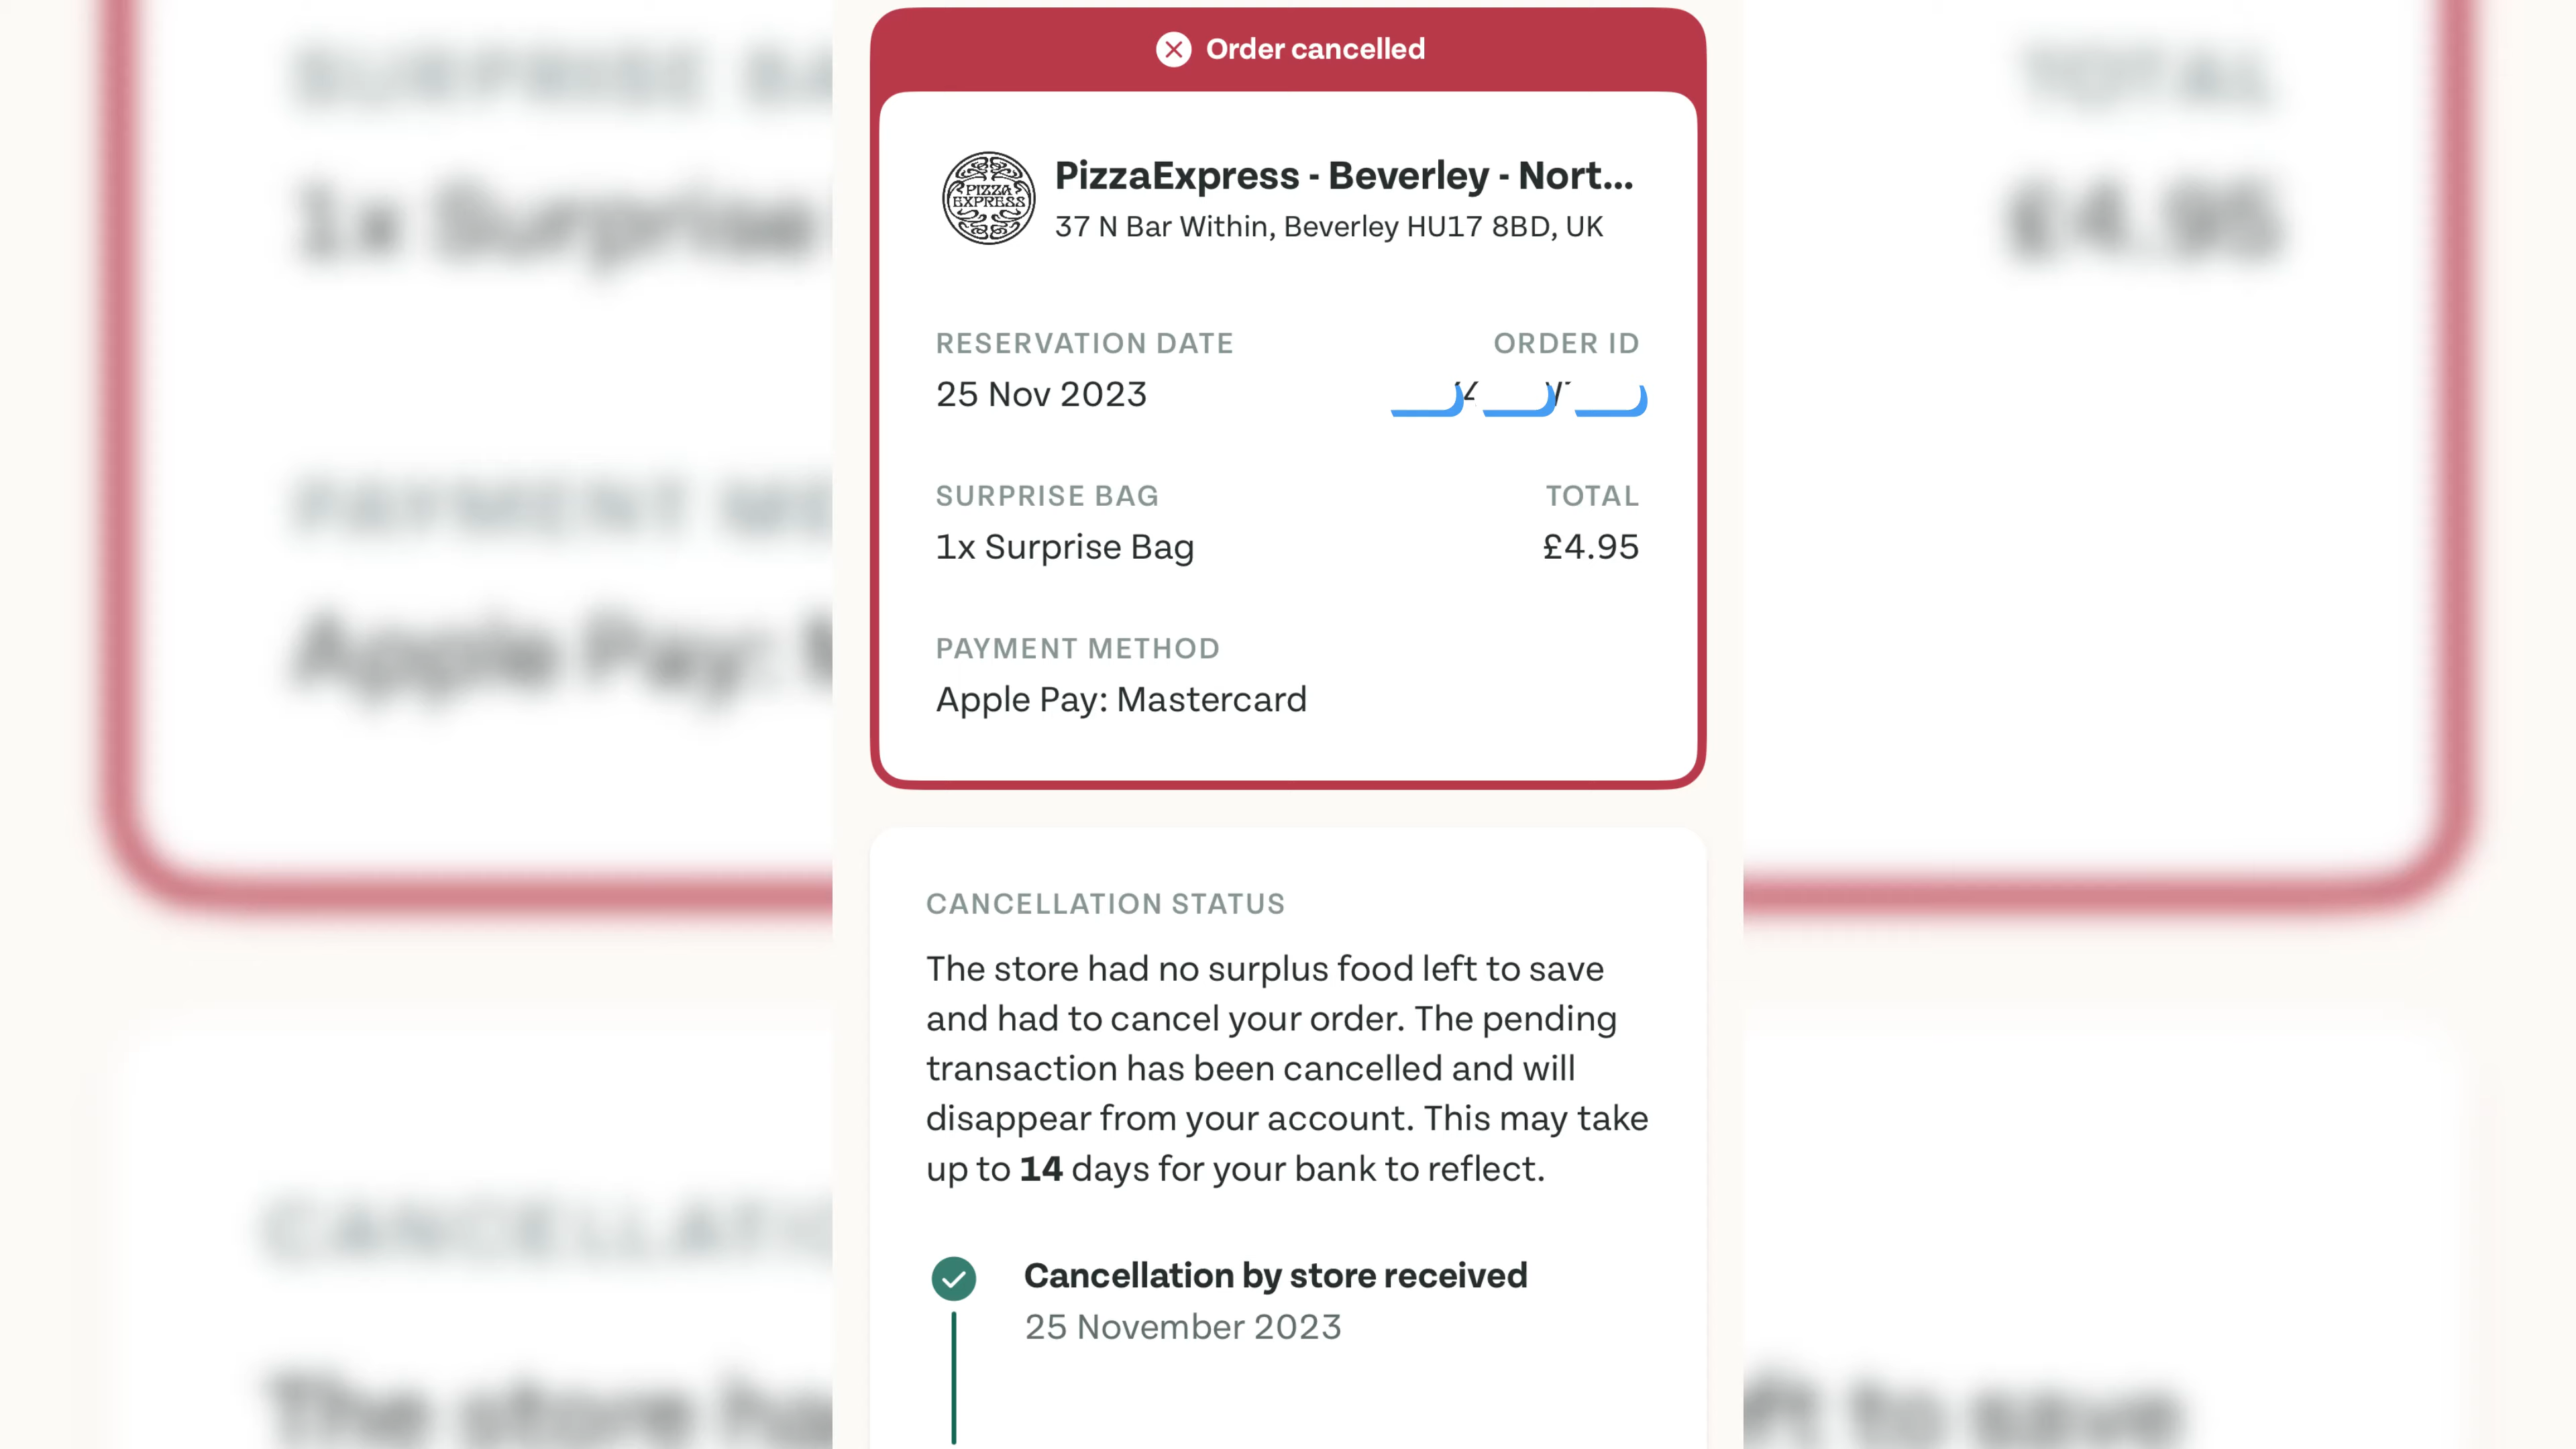 Order cancelled
PIZZA
EXPRESS
PizzaExpress - Beverley - Nort...
37 N Bar Within, Beverley HU17 8BD, UK
RESERVATION DATE
ORDER ID
25 Nov 2023
SURPRISE BAG
TOTAL
1x Surprise Bag
£4.95
PAYMENT METHOD
Apple Pay: Mastercard
CANCELLATION STATUS
The store had no surplus food left to save
and had to cancel your order. The pending
transaction has been cancelled and will
disappear from your account. This may take
up to 14 days for your bank to reflect.
Cancellation by store received
25 November 2023